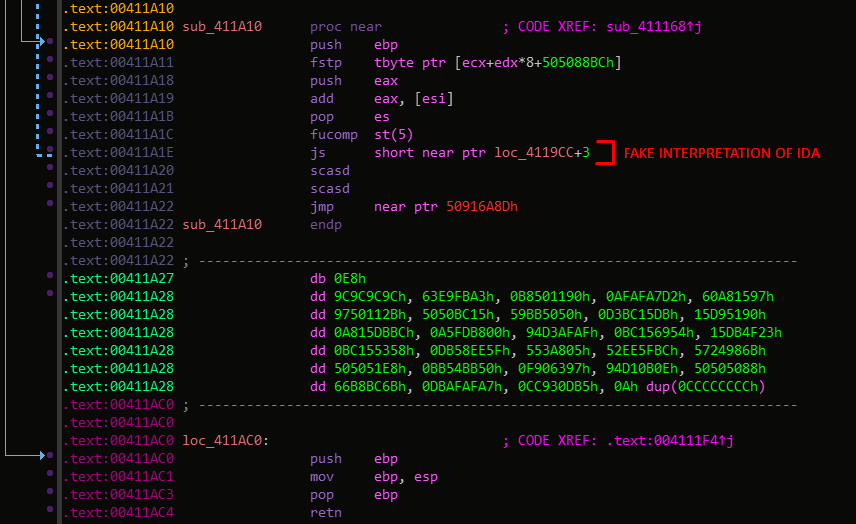 .text:00411A10
.text:00411A10 sub_411A10 proc near ; CODE XREF: sub_411168↑j
.text:00411A10 push ebp
.text:00411A11 fstp tbyte ptr [ecx+edx*8+505088BCh]
.text:00411A18 push eax
.text:00411A19 add eax, [esi]
.text:00411A1B pop es
.text:00411A1C fucomp st(5)
.text:00411A1E js short near ptr loc_4119CC+3 FAKE INTERPRETATION OF IDA
.text:00411A20 scasd
.text:00411A21 scasd
.text:00411A22 jmp near ptr 50916A8Dh
.text:00411A22 sub_411A10 endp
.text:00411A22
.text:00411A22 ; ---------------------------------------------------------------------------
.text:00411A27 db 0E8h
.text:00411A28 dd 9C9C9C9Ch, 63E9FBA3h, 0B8501190h, 0AFAFA7D2h, 60A81597h
.text:00411A28 dd 9750112Bh, 5050BC15h, 59BB5050h, 0D3BC15DBh, 15D95190h
.text:00411A28 dd 0A815DBBCh, 0A5FDB800h, 94D3AFAFh, 0BC156954h, 15DB4F23h
.text:00411A28 dd 0BC155358h, 0DB58EE5Fh, 553A805h, 52EE5FBCh, 5724986Bh
.text:00411A28 dd 505051E8h, 0BB54BB50h, 0F906397h, 94D10B0Eh, 50505088h
.text:00411A28 dd 66B8BC6Bh, 0DBAFAFA7h, 0CC930DB5h, 0Ah dup(0CCCCCCCCh)
.text:00411AC0 ; ---------------------------------------------------------------------------
.text:00411AC0
.text:00411AC0 loc_411AC0: ; CODE XREF: .text:004111F4↑j
.text:00411AC0 push ebp
.text:00411AC1 mov ebp, esp
.text:00411AC3 pop ebp
.text:00411AC4 retn